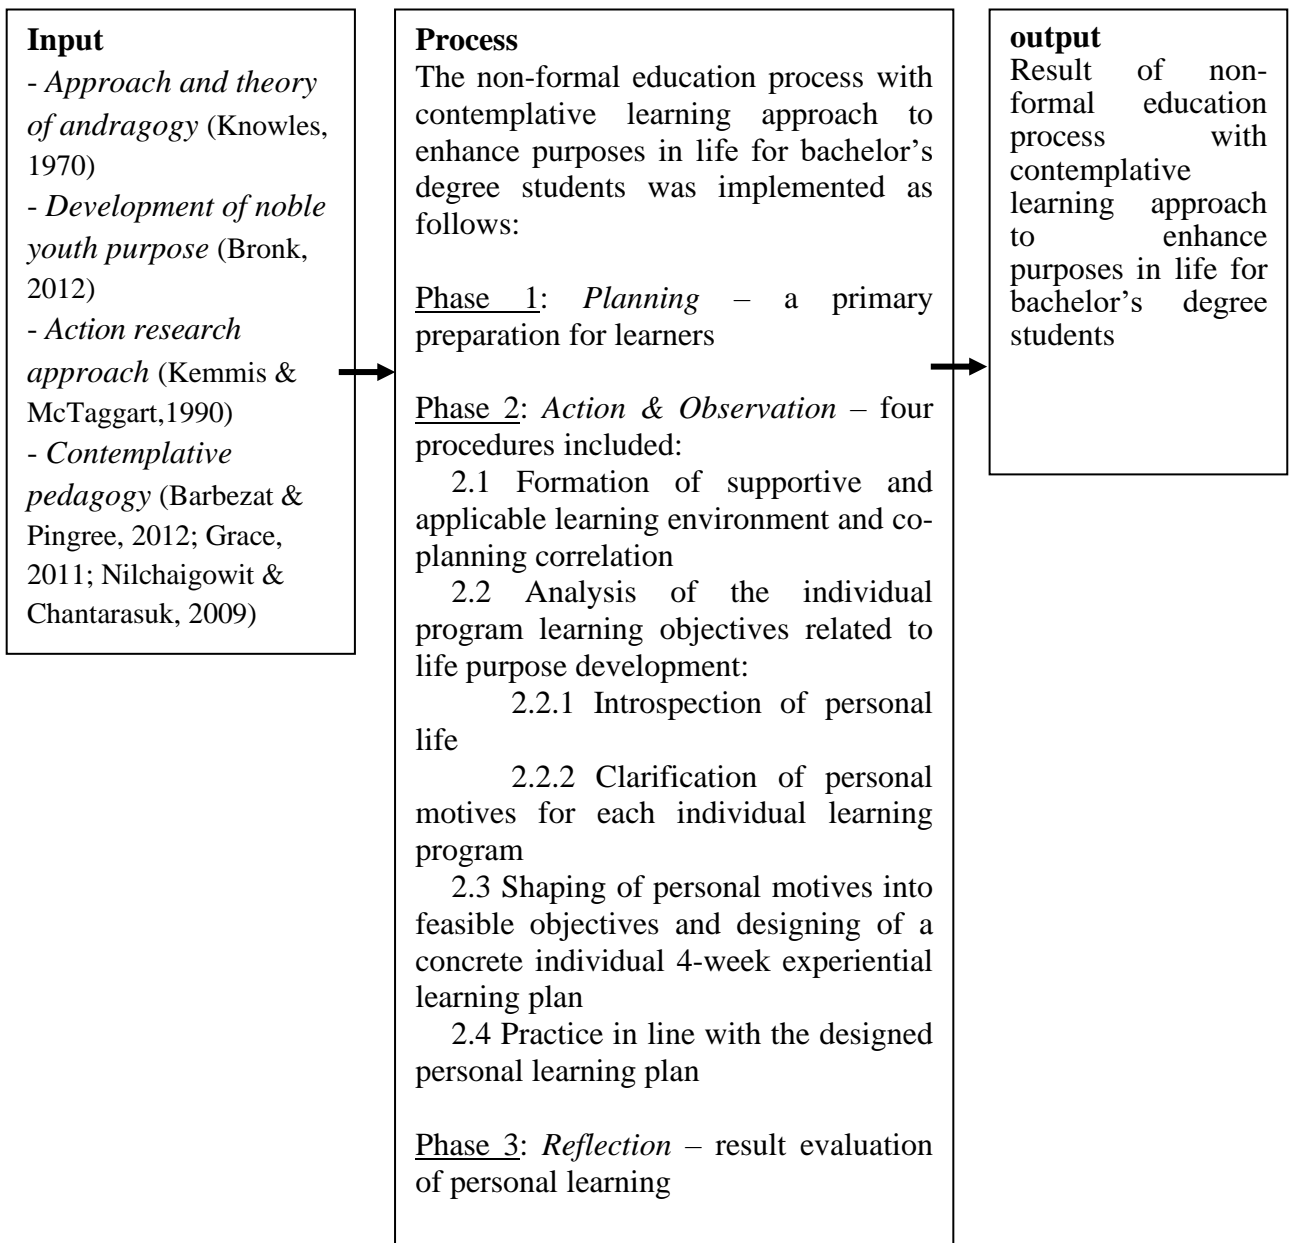 Input
- Approach and theory
of andragogy (Knowles,
1970)
- Development of noble
youth purpose (Bronk,
2012)
- Action research
approach (Kemmis &
McTaggart,1990)
- Contemplative
pedagogy (Barbezat &
Pingree, 2012; Grace,
2011; Nilchaigowit &
Chantarasuk, 2009)
Process
The non-formal education process with
contemplative learning approach to
enhance purposes in life for bachelor’s
degree students was implemented as
follows:
Phase 1: Planning – a primary
preparation for learners
Phase 2: Action & Observation – four
procedures included:
2.1 Formation of supportive and
applicable learning environment and co-
planning correlation
2.2 Analysis of the individual
program learning objectives related to
life purpose development:
2.2.1 Introspection of personal
life
2.2.2 Clarification of personal
motives for each individual learning
program
2.3 Shaping of personal motives into
feasible objectives and designing of a
concrete individual 4-week experiential
learning plan
2.4 Practice in line with the designed
personal learning plan
Phase 3: Reflection – result evaluation
of personal learning
output
Result of non-
formal education
process with
contemplative
learning approach
to enhance
purposes in life for
bachelor’s degree
students